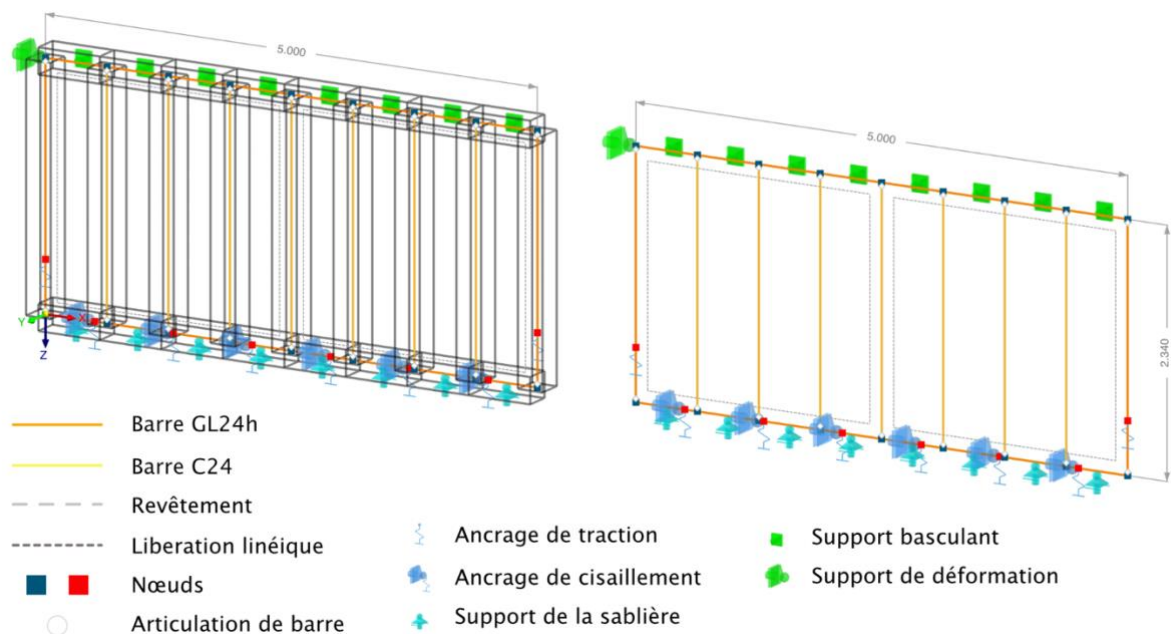 5.000
Y
X
Z
5.000
2.340
Barre GL24h
Barre C24
Revêtement
Liberation linéique
Nœuds
Articulation de barre
Ancrage de traction
Ancrage de cisaillement
Support de la sablière
Support basculant
Support de déformation